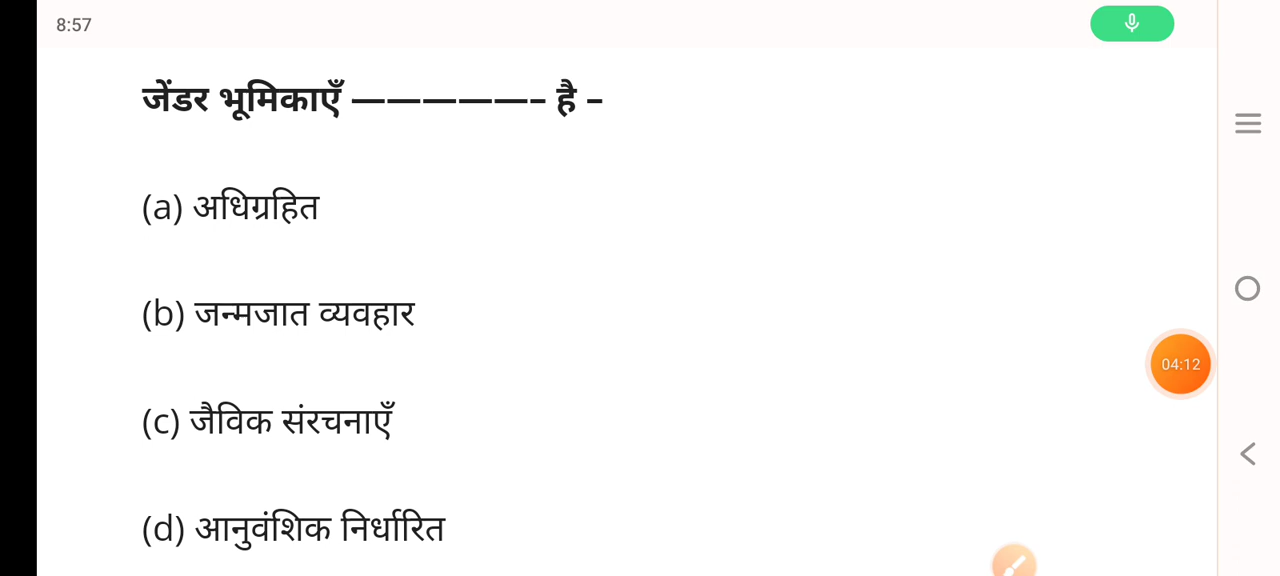 8:57
जेंडर भूमिकाएँ —————– है –
(a) अधिग्रहित
(b) जन्मजात व्यवहार
(c) जैविक संरचनाएँ
(d) आनुवंशिक निर्धारित
04:12